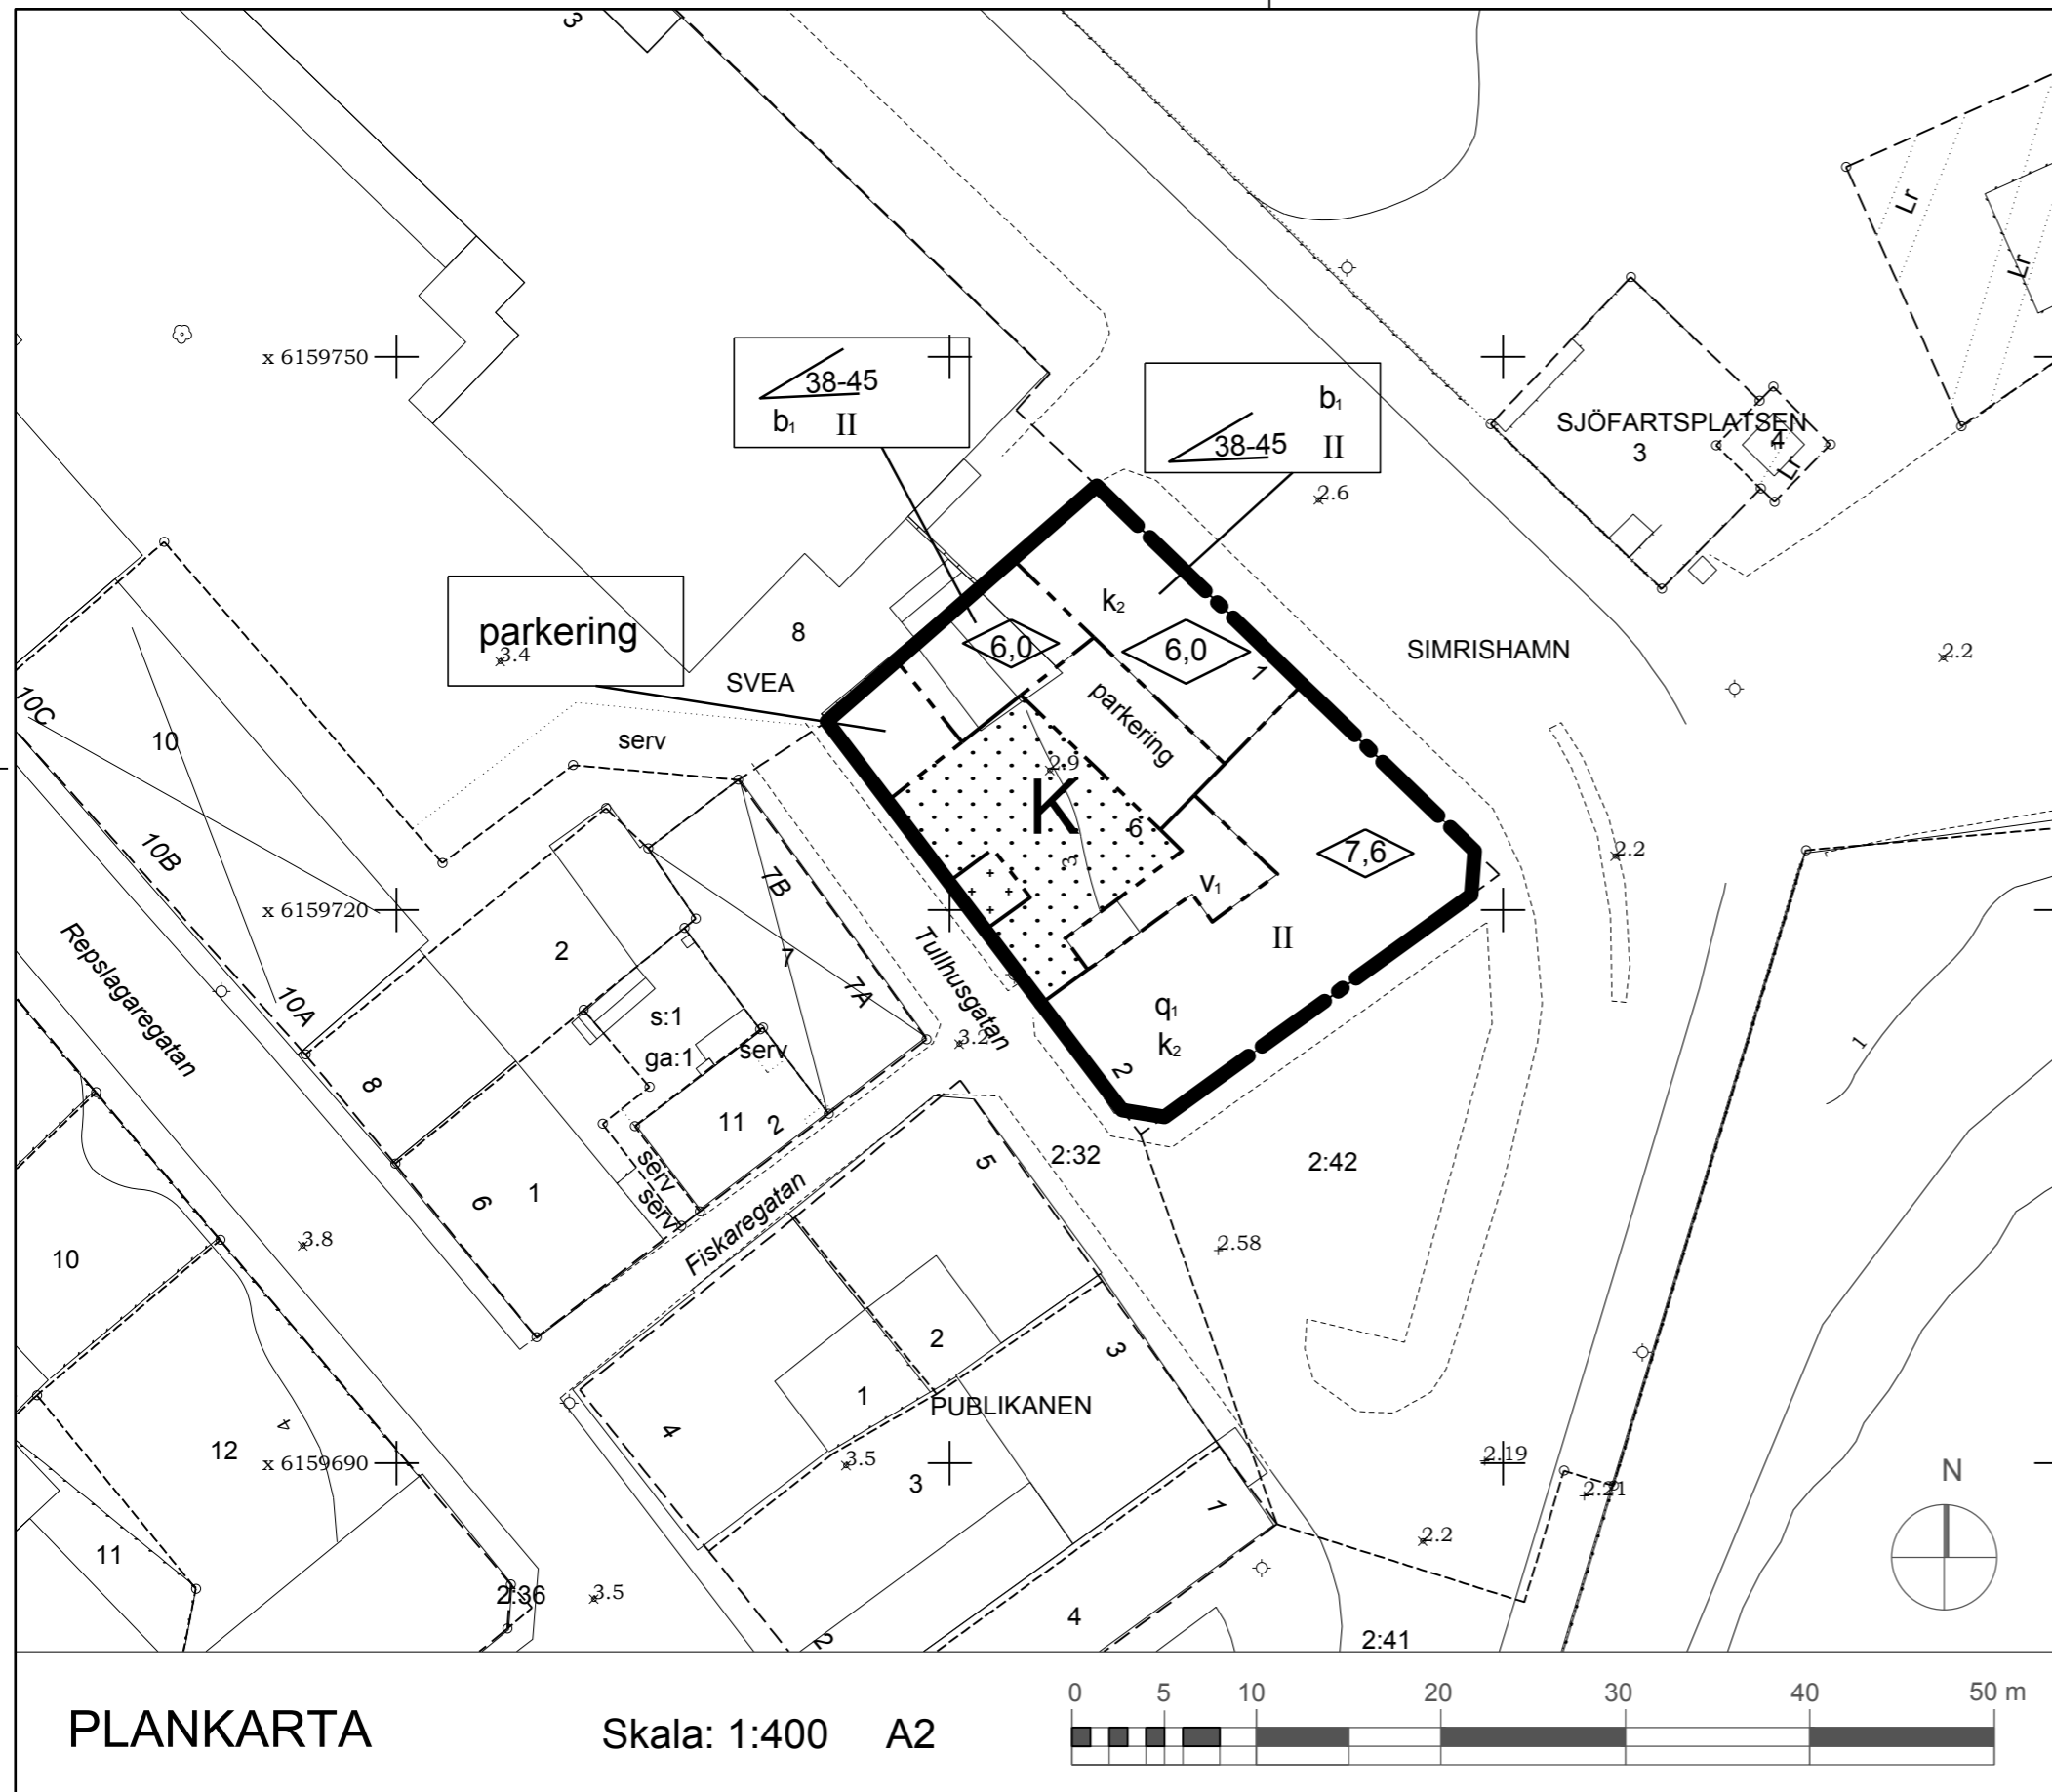 3
Lr
Lr
x 6159750
38-45
b₁ II
b₁
38-45
II
SJÖFARTSPLATSEN
3
4
Lr
2.6
k₂
parkering
3.4
8
6,0
6,0
1
SIMRISHAMN
2.2
SVEA
10C
10
serv
parkering
2.9
K
6
3
7,6
2.2
10B
7B
v₁
x 6159720
II
Repslagaregatan
2
7
7A
Tullhusgatan
10A
s:1
q₁
ga:1
serv
3.2
k₂
1
8
2
11
2
2:32
2:42
5
serv
6
1
serv
Fiskaregatan
3.8
2.58
10
2
3
1
PUBLIKANEN
4
4
12
x 6159690
3.5
3
2.19
2.21
N
1
11
2.2
2:36
3.5
4
2
2:41
PLANKARTA
Skala: 1:400 A2
0 5 10 20 30 40 50 m